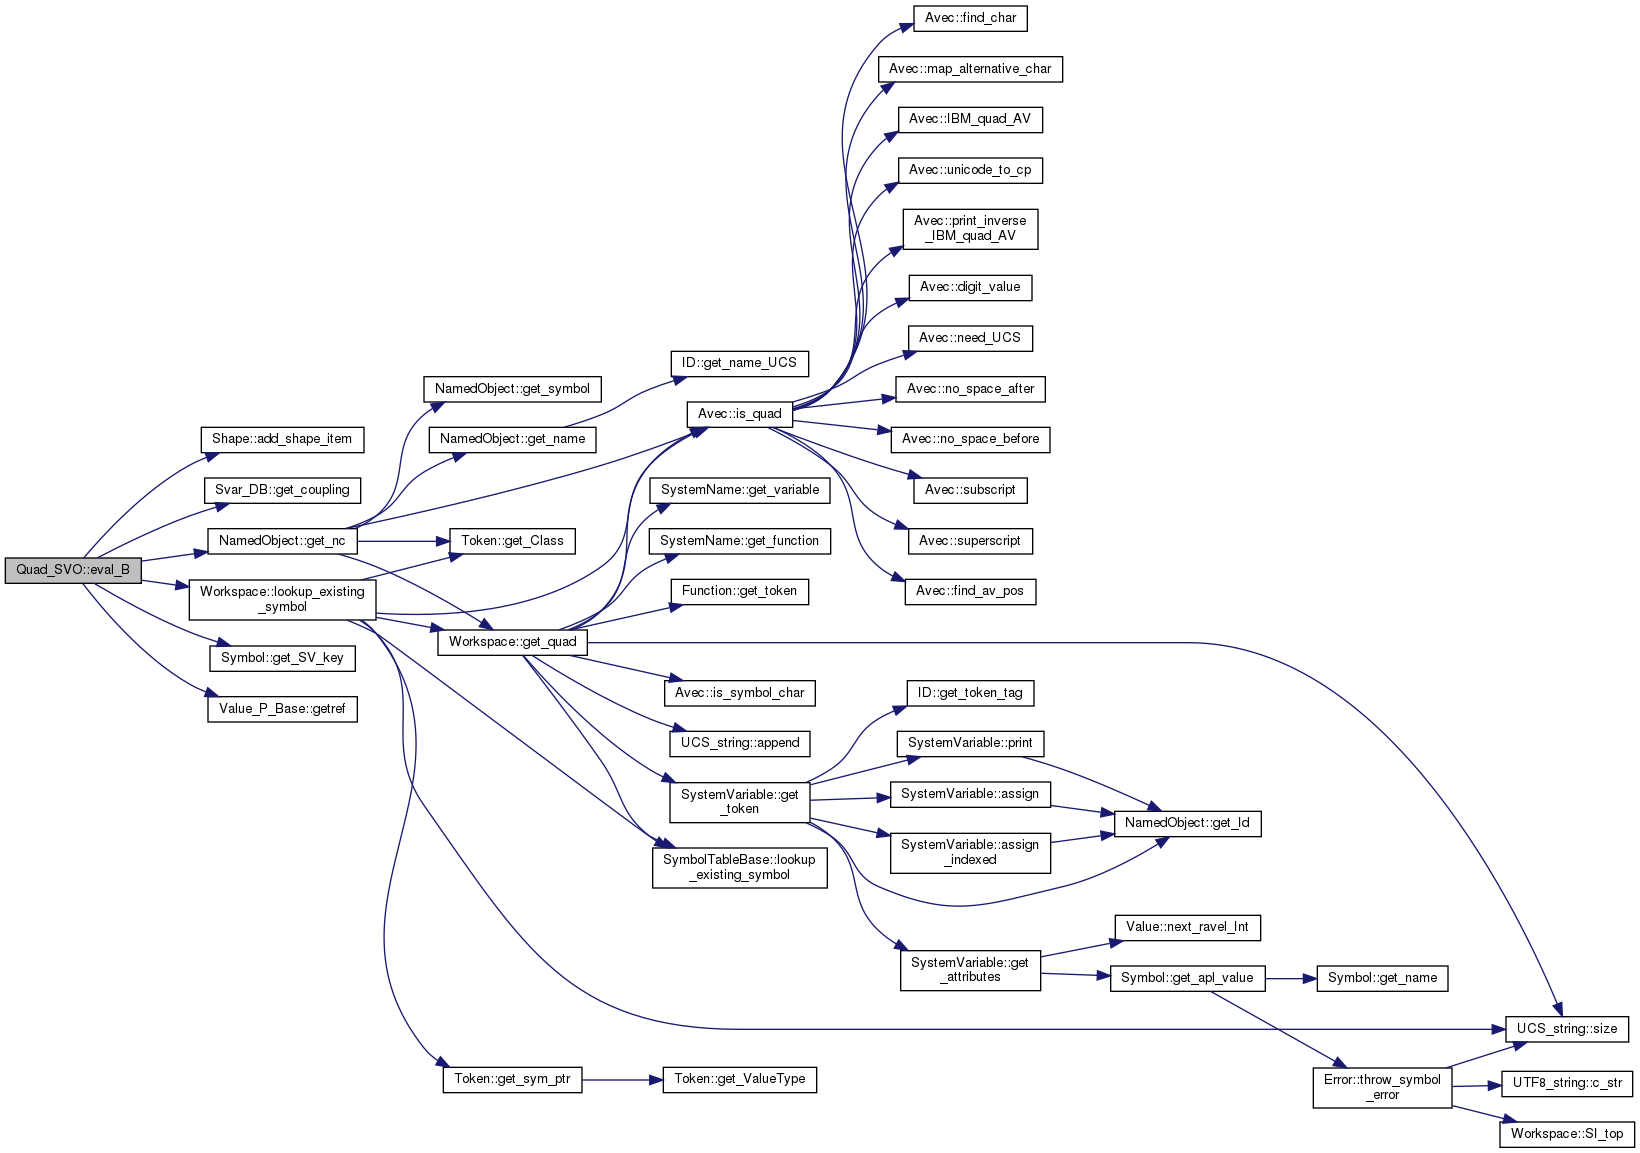 Avec::find_char
Avec::map_alternative_char
Avec::IBM_quad_AV
Avec::unicode_to_cp
Avec::print_inverse
_IBM_quad_AV
Avec::digit_value
Avec::need_UCS
ID::get_name_UCS
NamedObject::get_symbol
Avec::no_space_after
Avec::is_quad
Shape::add_shape_item
NamedObject::get_name
Avec::no_space_before
Svar_DB::get_coupling
SystemName::get_variable
Avec::subscript
NamedObject::get_nc
Token::get_Class
SystemName::get_function
Avec::superscript
Quad_SVO::eval_B
Workspace::lookup_existing
_symbol
Function::get_token
Avec::find_av_pos
Workspace::get_quad
Symbol::get_SV_key
Avec::is_symbol_char
ID::get_token_tag
Value_P_Base::getref
UCS_string::append
SystemVariable::print
SystemVariable::get
_token
SystemVariable::assign
NamedObject::get_Id
SystemVariable::assign
_indexed
SymbolTableBase::lookup
_existing_symbol
Value::next_ravel_Int
SystemVariable::get
_attributes
Symbol::get_apl_value
Symbol::get_name
UCS_string::size
Token::get_sym_ptr
Token::get_ValueType
Error::throw_symbol
_error
UTF8_string::c_str
Workspace::SI_top